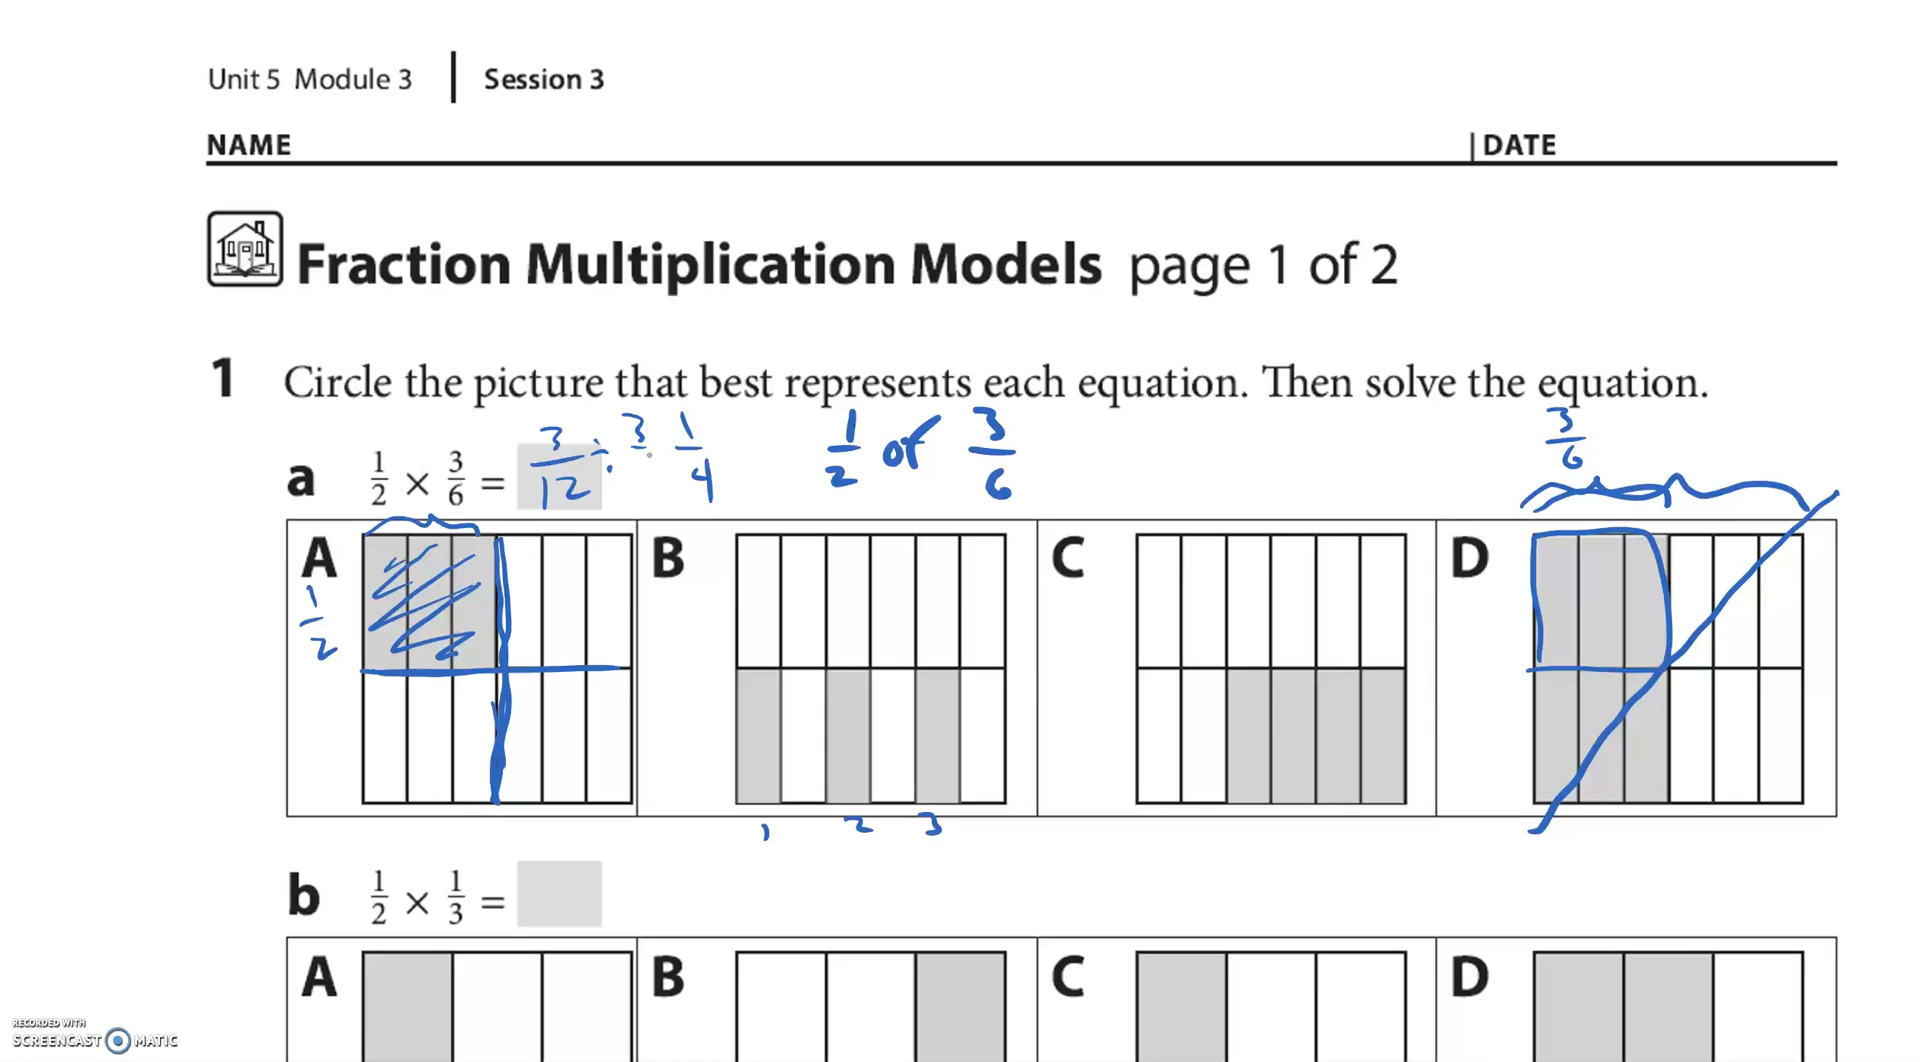 Unit 5 Module 3 | Session 3
NAME | DATE
Fraction Multiplication Models page 1 of 2
1 Circle the picture that best represents each equation. Then solve the equation.
a 1/2 × 3/6 = 3/12 ÷ 3 1/4 1/2 of 3/6 3/6
A B C D
1/2
1 2 3
b 1/2 × 1/3 =
A B C D
RECORDED WITH
SCREENCAST MATIC